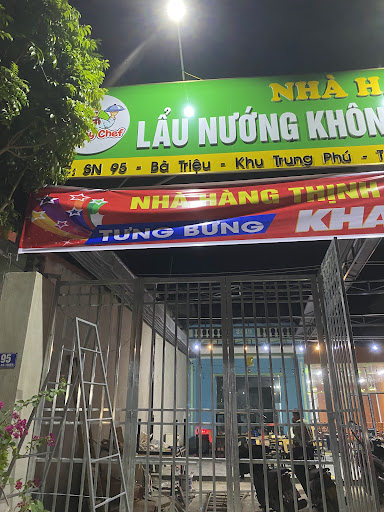 NHÀ H
Chef
LẨU NƯỚNG KHÔN
SN 95 - Bà Triệu - Khu Trung Phú - T
NHÀ HÀNG THỊNH
TƯNG BỪNG KHA
95